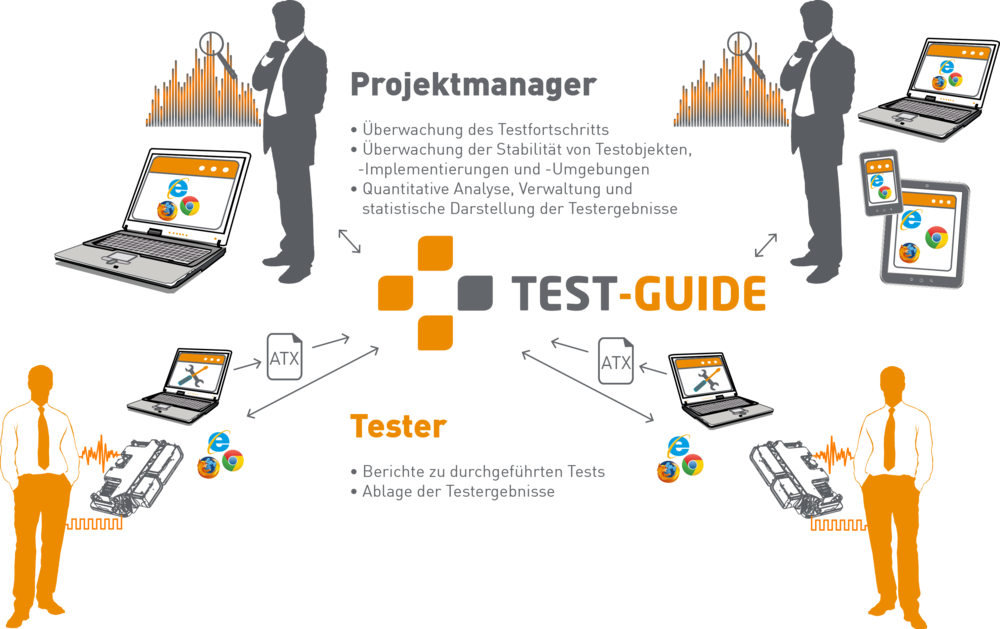 Projektmanager
• Überwachung des Testfortschritts
• Überwachung der Stabilität von Testobjekten,
-Implementierungen und -Umgebungen
• Quantitative Analyse, Verwaltung und
statistische Darstellung der Testergebnisse
TEST-GUIDE
ATX
ATX
Tester
• Berichte zu durchgeführten Tests
• Ablage der Testergebnisse